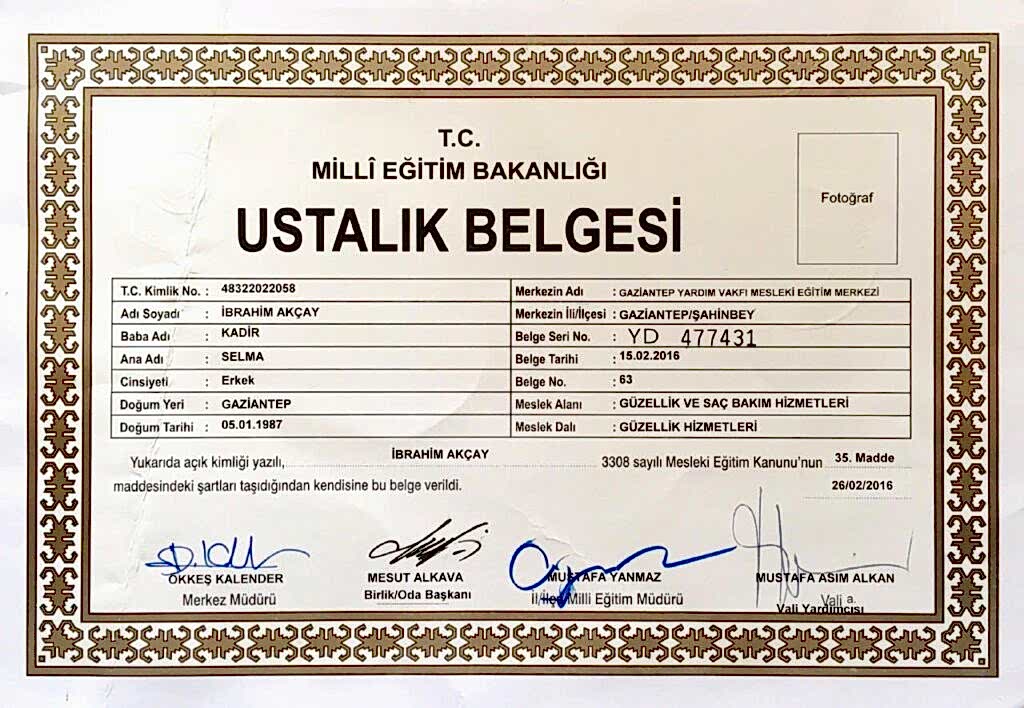 T.C.
MİLLÎ EĞİTİM BAKANLIĞI
USTALIK BELGESİ
Fotoğraf
T.C. Kimlik No. : 48322022058
Adı Soyadı : İBRAHİM AKÇAY
Baba Adı : KADİR
Ana Adı : SELMA
Cinsiyeti : Erkek
Doğum Yeri : GAZİANTEP
Doğum Tarihi : 05.01.1987
Merkezin Adı : GAZİANTEP YARDIM VAKFI MESLEKİ EĞİTİM MERKEZİ
Merkezin İli/İlçesi : GAZİANTEP/ŞAHİNBEY
Belge Seri No. : YD 477431
Belge Tarihi : 15.02.2016
Belge No. : 63
Meslek Alanı : GÜZELLİK VE SAÇ BAKIM HİZMETLERİ
Meslek Dalı : GÜZELLİK HİZMETLERİ
Yukarıda açık kimliği yazılı, İBRAHİM AKÇAY 3308 sayılı Mesleki Eğitim Kanunu'nun 35. Madde
maddesindeki şartları taşıdığından kendisine bu belge verildi.
26/02/2016
ÖKKEŞ KALENDER
Merkez Müdürü
MESUT ALKAVA
Birlik/Oda Başkanı
MUSTAFA YANMAZ
İl/İlçe Milli Eğitim Müdürü
MUSTAFA ASIM ALKAN
Vali a.
Vali Yardımcısı